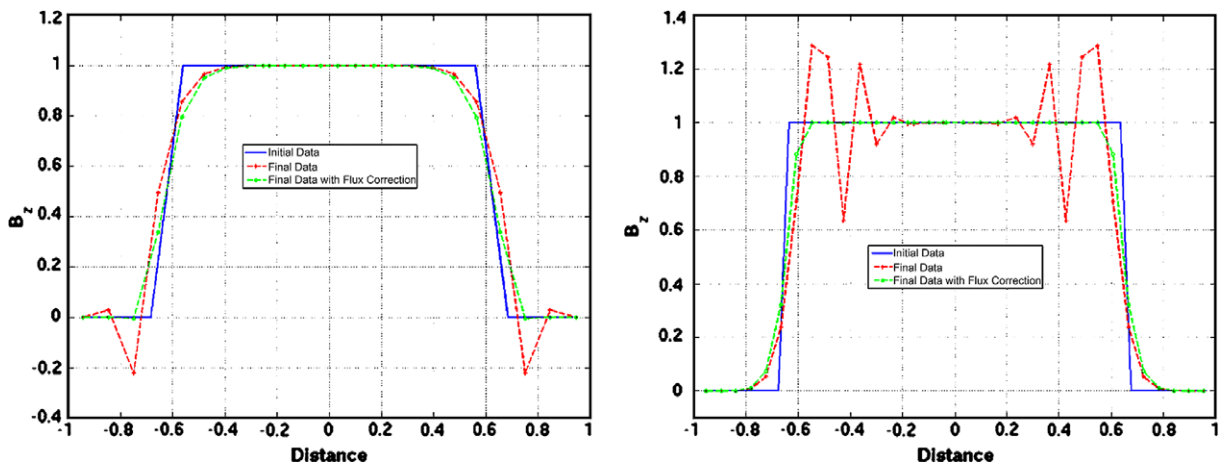 1.2
1
0.8
0.6
0.4
0.2
0
-0.2
-0.4
B_z
Initial Data
Final Data
Final Data with Flux Correction
-1 -0.8 -0.6 -0.4 -0.2 0 0.2 0.4 0.6 0.8 1
Distance
1.4
1.2
1
0.8
0.6
0.4
0.2
0
B_z
Initial Data
Final Data
Final Data with Flux Correction
-1 -0.8 -0.6 -0.4 -0.2 0 0.2 0.4 0.6 0.8 1
Distance